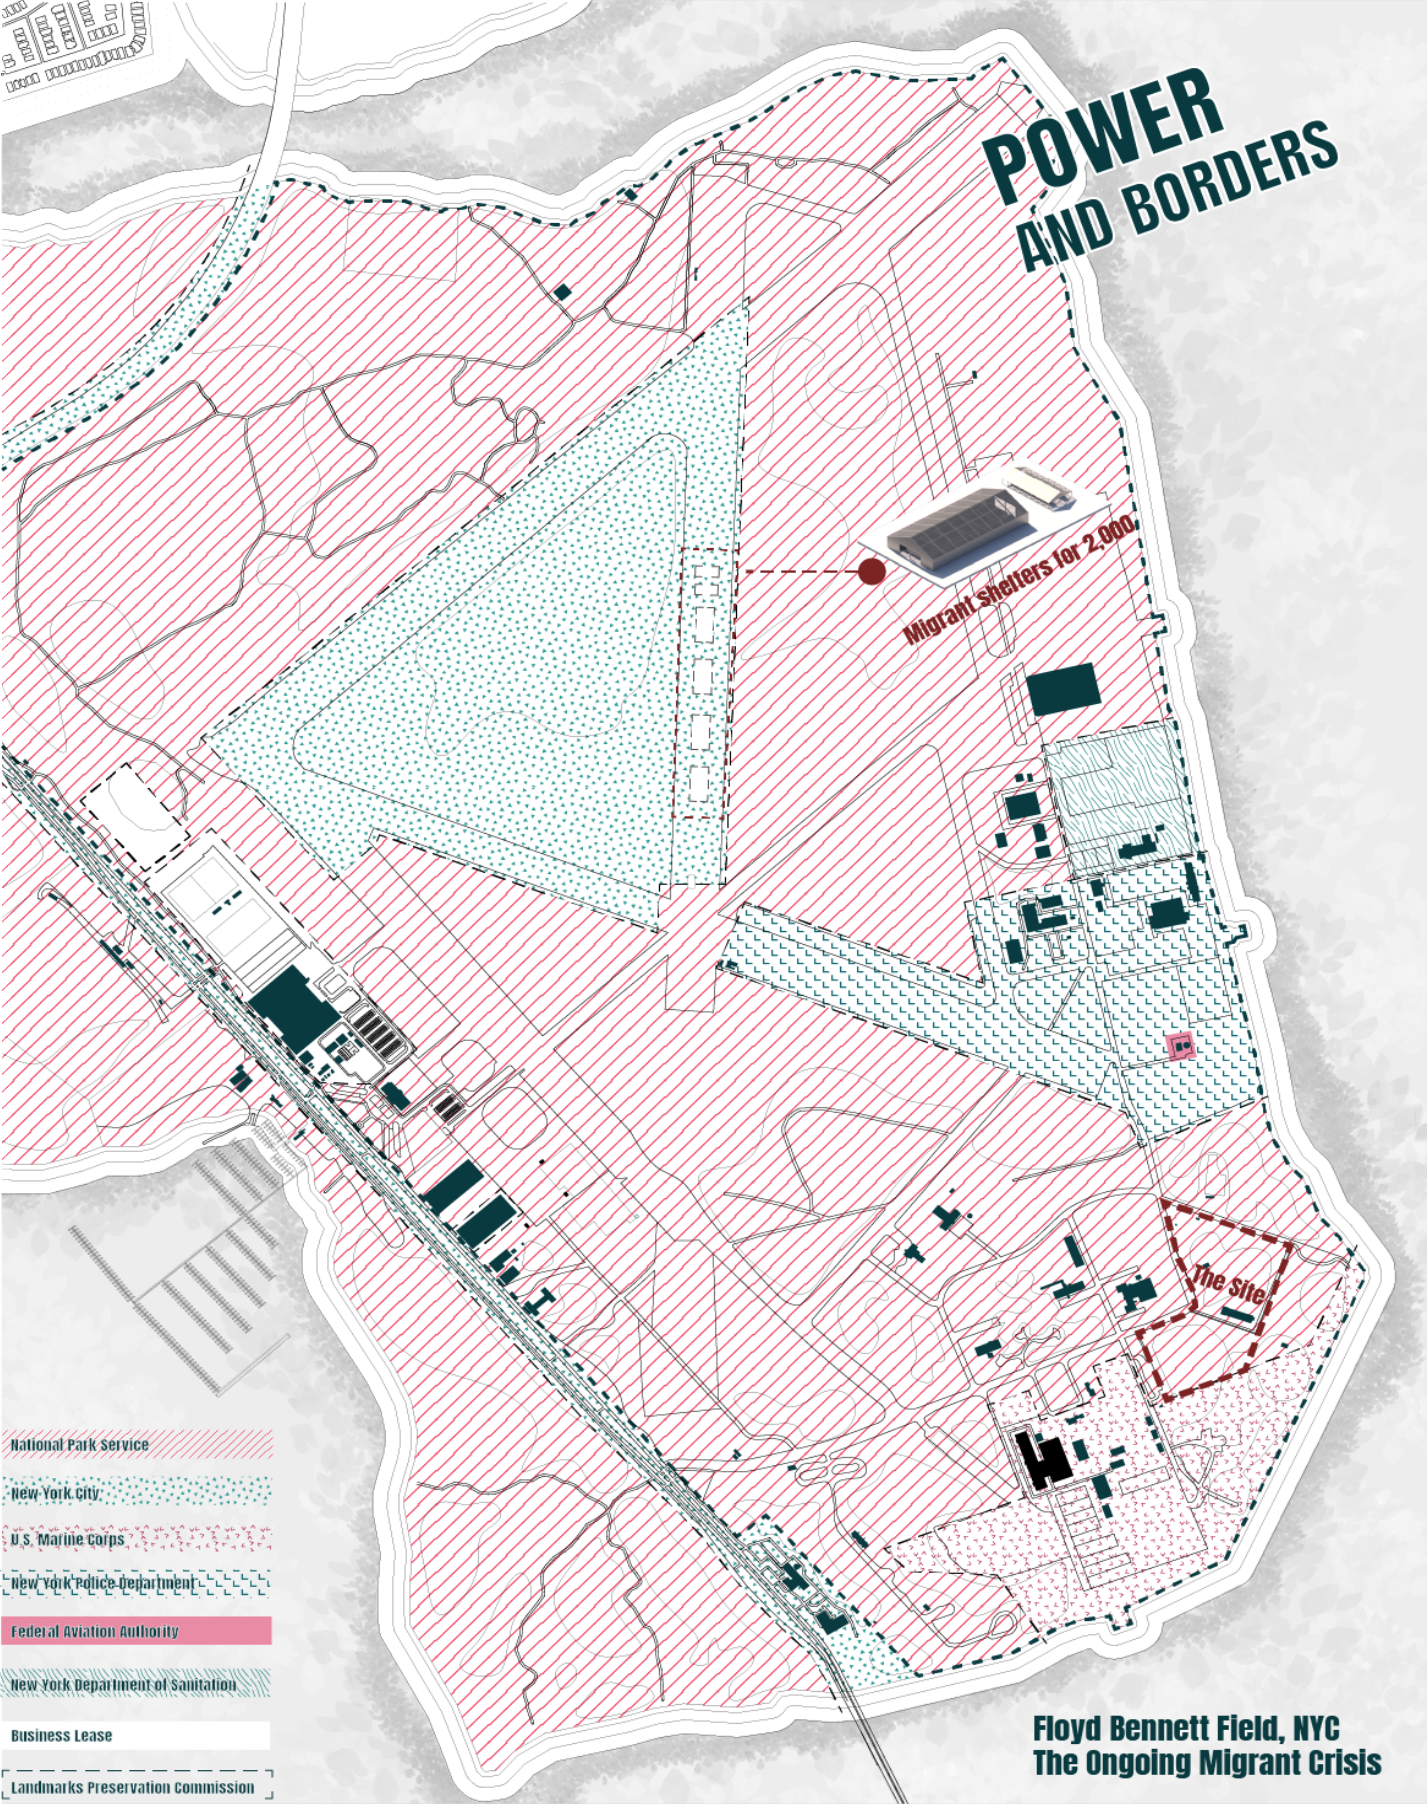 POWER
AND BORDERS
Migrant shelters for 2,000
The Site
National Park Service
New York City
U.S. Marine Corps
New York Police Department
Federal Aviation Authority
New York Department of Sanitation
Business Lease
Landmarks Preservation Commission
Floyd Bennett Field, NYC
The Ongoing Migrant Crisis